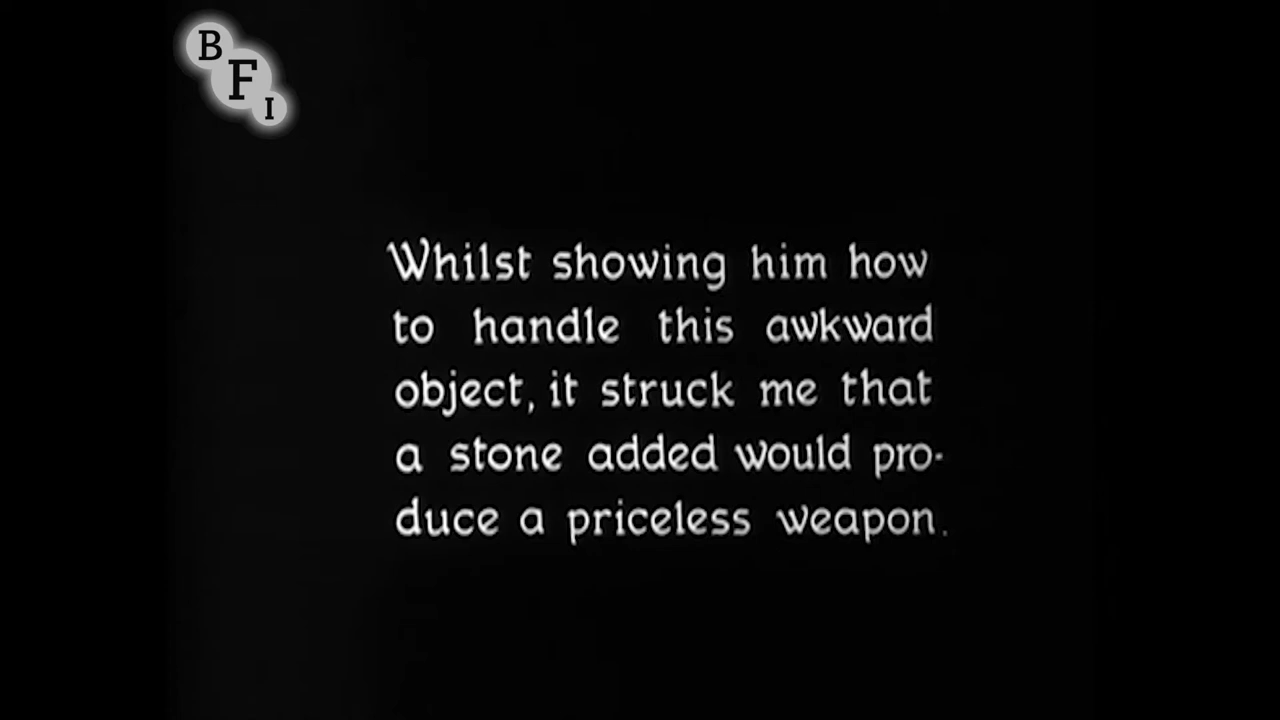 BFI
Whilst showing him how
to handle this awkward
object, it struck me that
a stone added would pro-
duce a priceless weapon.